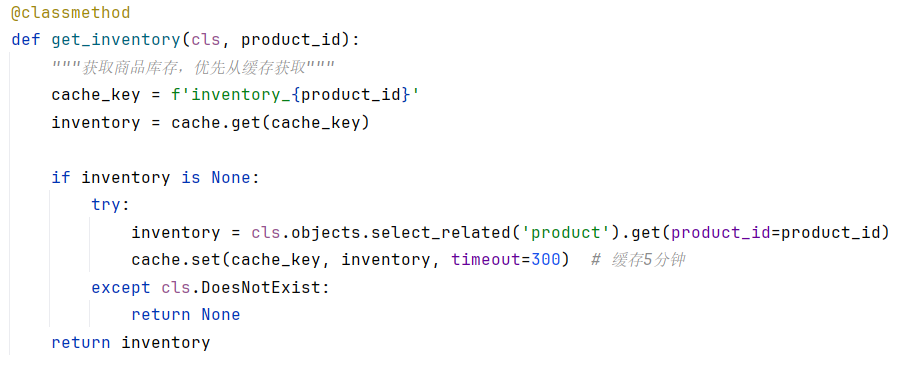 @classmethod
def get_inventory(cls, product_id):
    """获取商品库存，优先从缓存获取"""
    cache_key = f'inventory_{product_id}'
    inventory = cache.get(cache_key)

    if inventory is None:
        try:
            inventory = cls.objects.select_related('product').get(product_id=product_id)
            cache.set(cache_key, inventory, timeout=300)  # 缓存5分钟
        except cls.DoesNotExist:
            return None
    return inventory